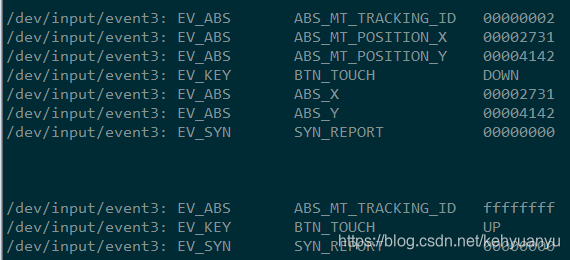 /dev/input/event3: EV_ABS ABS_MT_TRACKING_ID 00000002
/dev/input/event3: EV_ABS ABS_MT_POSITION_X 00002731
/dev/input/event3: EV_ABS ABS_MT_POSITION_Y 00004142
/dev/input/event3: EV_KEY BTN_TOUCH DOWN
/dev/input/event3: EV_ABS ABS_X 00002731
/dev/input/event3: EV_ABS ABS_Y 00004142
/dev/input/event3: EV_SYN SYN_REPORT 00000000
/dev/input/event3: EV_ABS ABS_MT_TRACKING_ID ffffffff
/dev/input/event3: EV_KEY BTN_TOUCH UP
/dev/input/event3: EV_SYN SYN_REPORT 00000000
https://blog.csdn.net/kehyuanyu